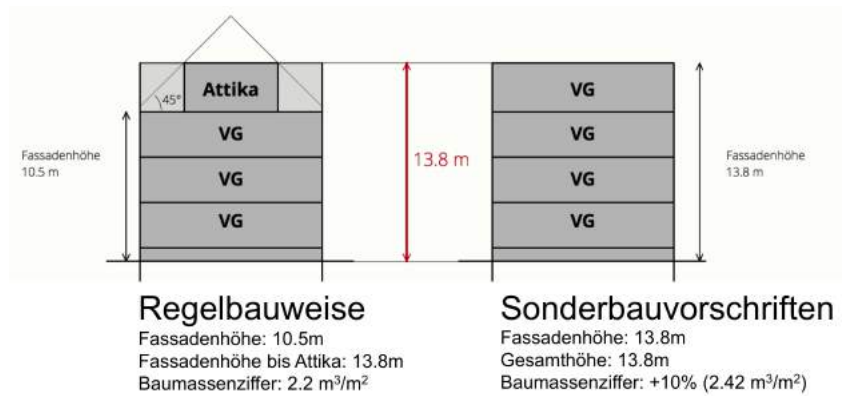 Attika
45°
VG
VG
VG
Fassadenhöhe
10.5 m
13.8 m
VG
VG
VG
VG
Fassadenhöhe
13.8 m
Regelbauweise
Fassadenhöhe: 10.5m
Fassadenhöhe bis Attika: 13.8m
Baumassenziffer: 2.2 m³/m²
Sonderbauvorschriften
Fassadenhöhe: 13.8m
Gesamthöhe: 13.8m
Baumassenziffer: +10% (2.42 m³/m²)